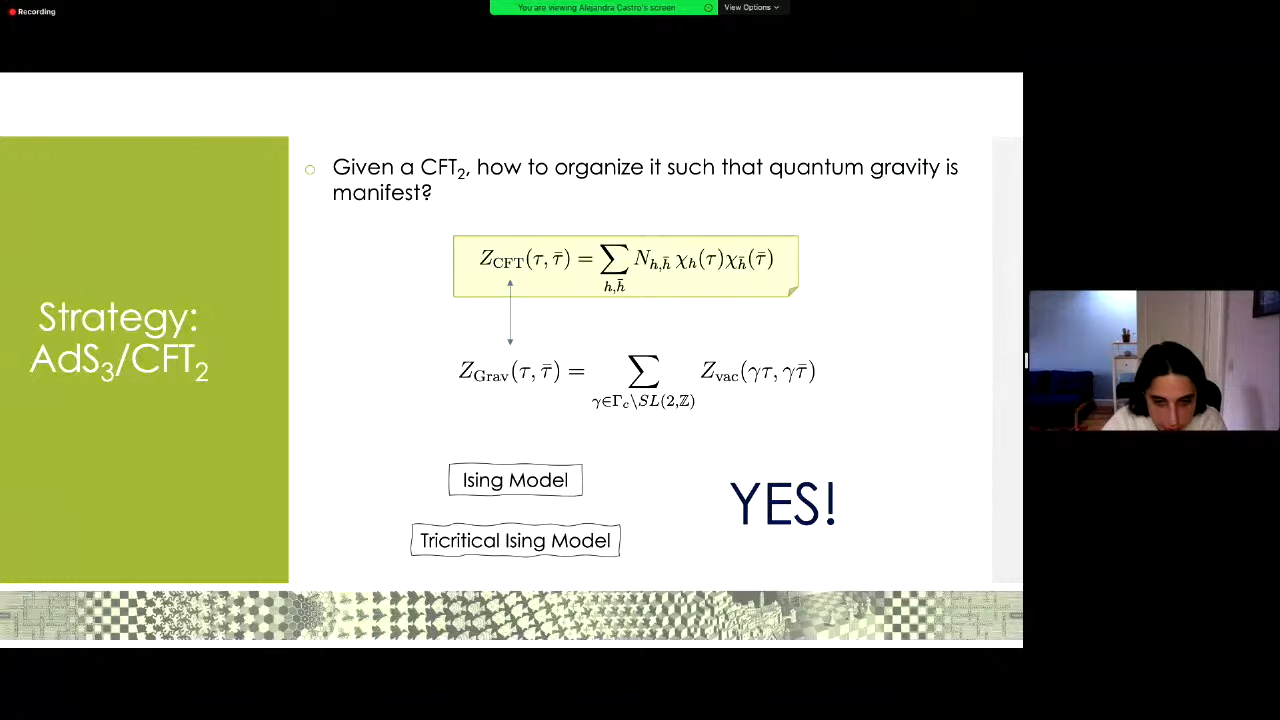 Recording
You are viewing Alejandra Castro's screen
View Options
Given a CFT₂, how to organize it such that quantum gravity is
manifest?
Z_CFT(τ, τ̄) = ∑_{h,h̄} N_{h,h̄} χ_h(τ)χ_h̄(τ̄)
Strategy:
AdS₃/CFT₂
Z_Grav(τ, τ̄) = ∑_{γ∈Γ_c\SL(2,ℤ)} Z_vac(γτ, γτ̄)
Ising Model
YES!
Tricritical Ising Model